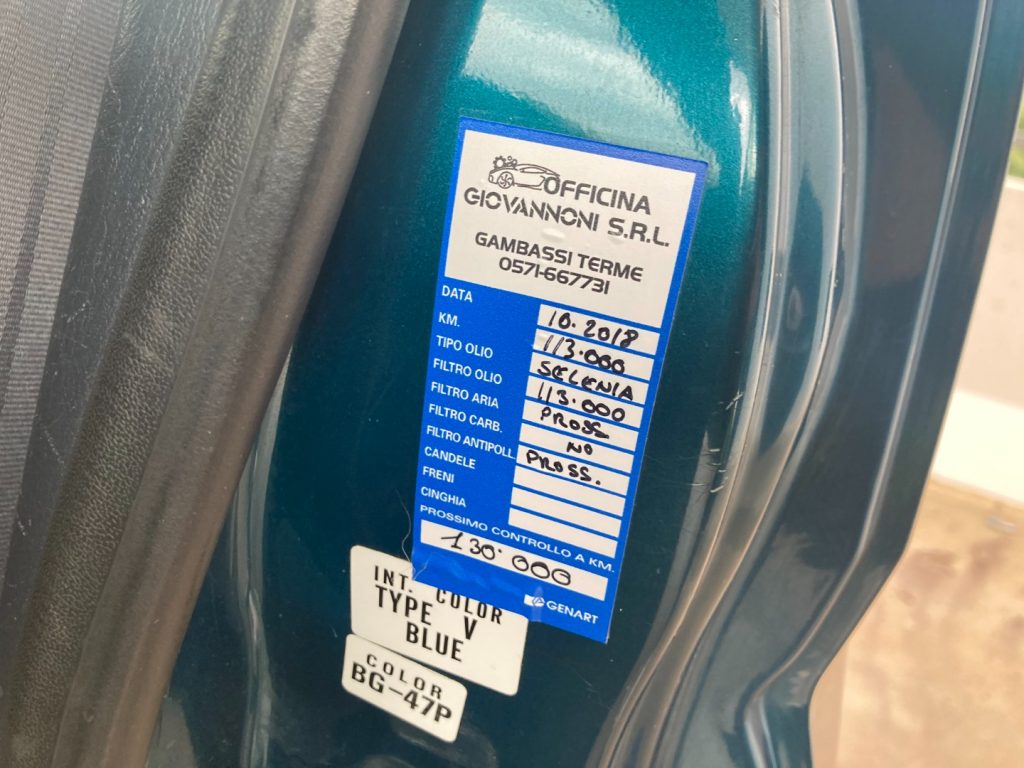 OFFICINA
GIOVANNONI S.R.L.
GAMBASSI TERME
0571-667731
DATA 10.2018
KM. 113.000
TIPO OLIO SELENIA
FILTRO OLIO 113.000
FILTRO ARIA PROSS
FILTRO CARB. NO
FILTRO ANTIPOLL. PROSS.
CANDELE
FRENI
CINGHIA
PROSSIMO CONTROLLO A KM.
130.000
GENART
INT. COLOR
TYPE V
BLUE
COLOR
BG-47P